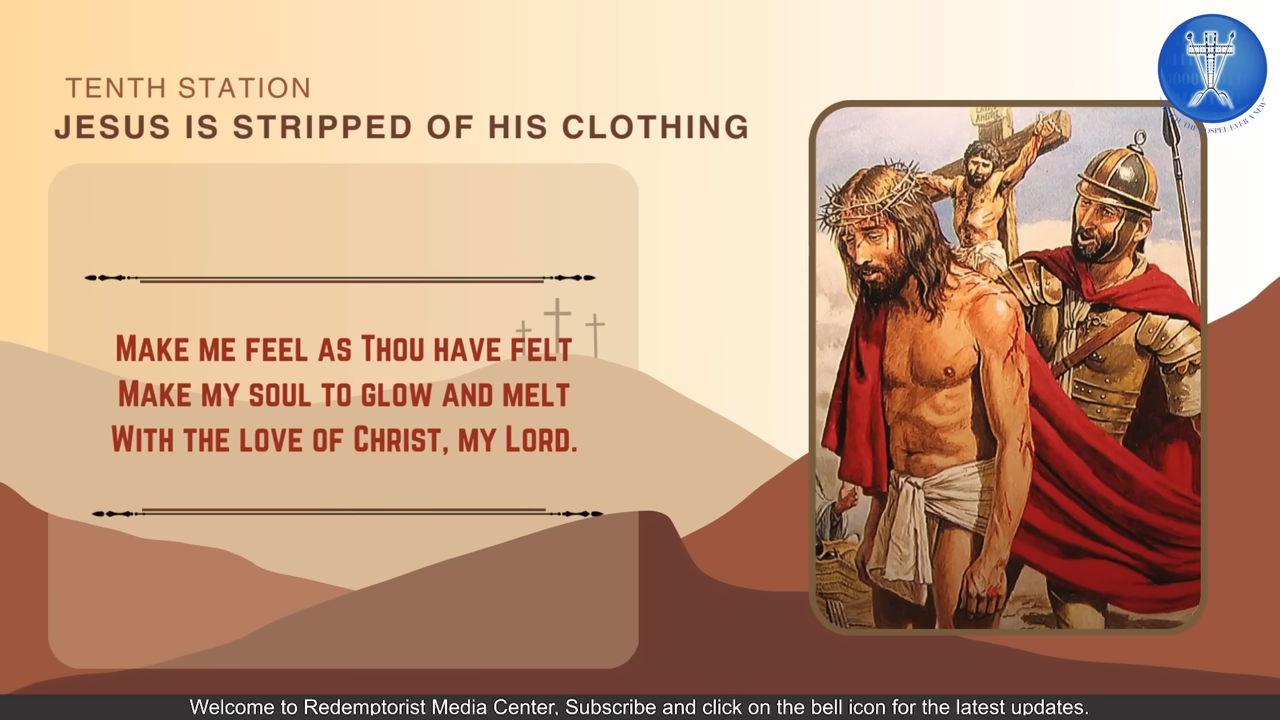 TENTH STATION
JESUS IS STRIPPED OF HIS CLOTHING
MAKE ME FEEL AS THOU HAVE FELT
MAKE MY SOUL TO GLOW AND MELT
WITH THE LOVE OF CHRIST, MY LORD.
Welcome to Redemptorist Media Center, Subscribe and click on the bell icon for the latest updates.